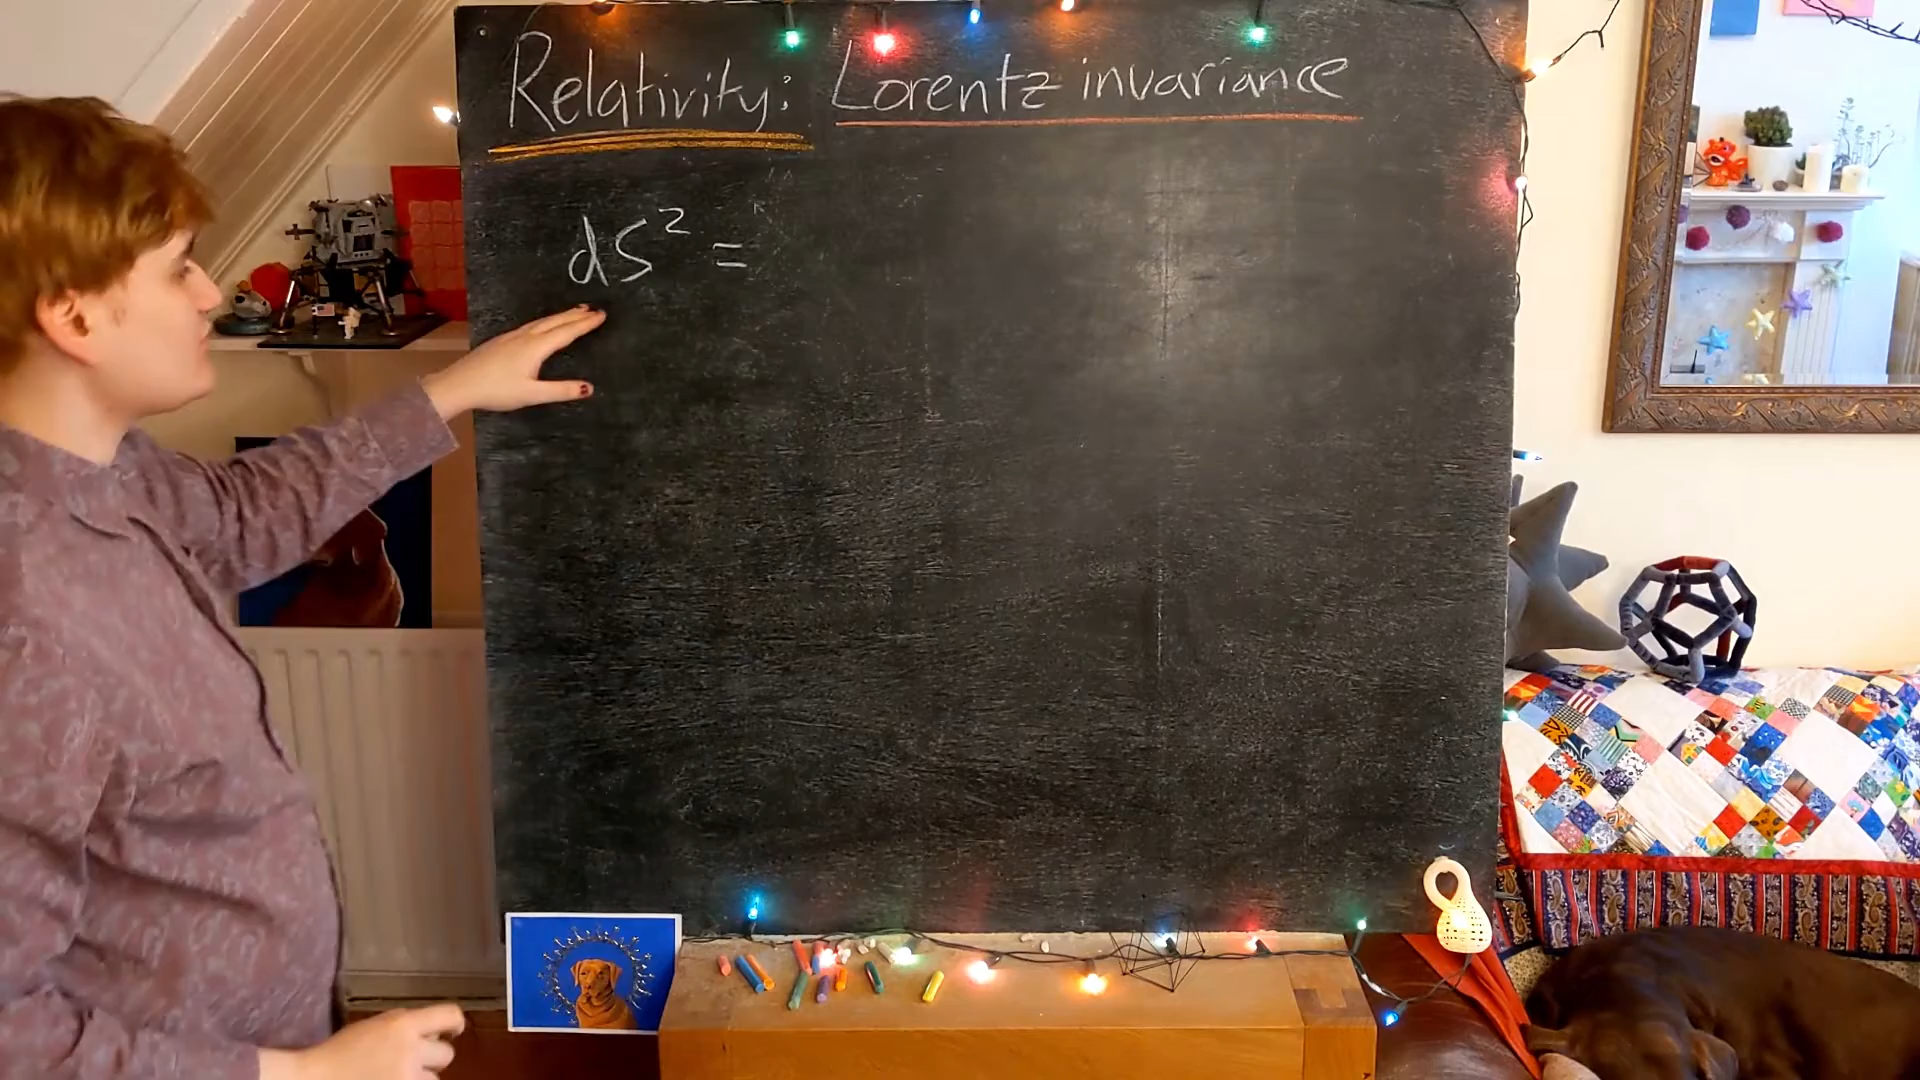 Relativity: Lorentz invariance
ds² =